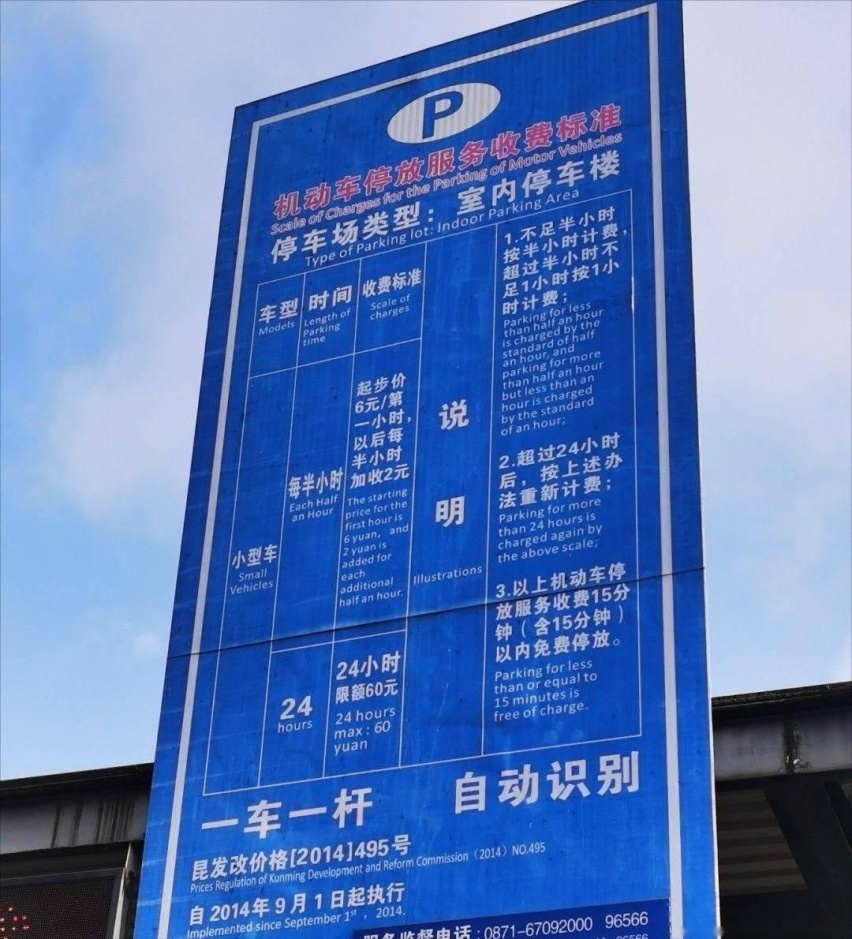 P
机动车停放服务收费标准
Scale of Charges for the Parking of Motor Vehicles
停车场类型：室内停车楼
Type of Parking lot: Indoor Parking Area
车型
Models
时间
Length of
Parking
time
收费标准
Scale of
charges
小型车
Small
Vehicles
每半小时
Each Half
an Hour
起步价
6元/第
一小时，
以后每
半小时
加收2元
The starting
price for the
first hour is
6 yuan, and
2 yuan is
added for
each
additional
half an hour.
24
hours
24小时
限额60元
24 hours
max : 60
yuan
说
明
Illustrations
1.不足半小时
按半小时计费，
超过半小时不
足1小时按1小
时计费；
Parking for less
than half an hour
is charged by the
standard of half
an hour, and
parking for more
than half an hour
but less than an
hour is charged
by the standard
of an hour;
2.超过24小时
后，按上述办
法重新计费；
Parking for more
than 24 hours is
charged again by
the above scale;
3.以上机动车停
放服务收费15分
钟（含15分钟）
以内免费停放。
Parking for less
than or equal to
15 minutes is
free of charge.
一车一杆 自动识别
昆发改价格[2014]495号
Prices Regulation of Kunming Development and Reform Commission（2014）NO.495
自2014年9月1日起执行
Implemented since September 1st , 2014.
服务监督电话：0871-67092000 96566
96566